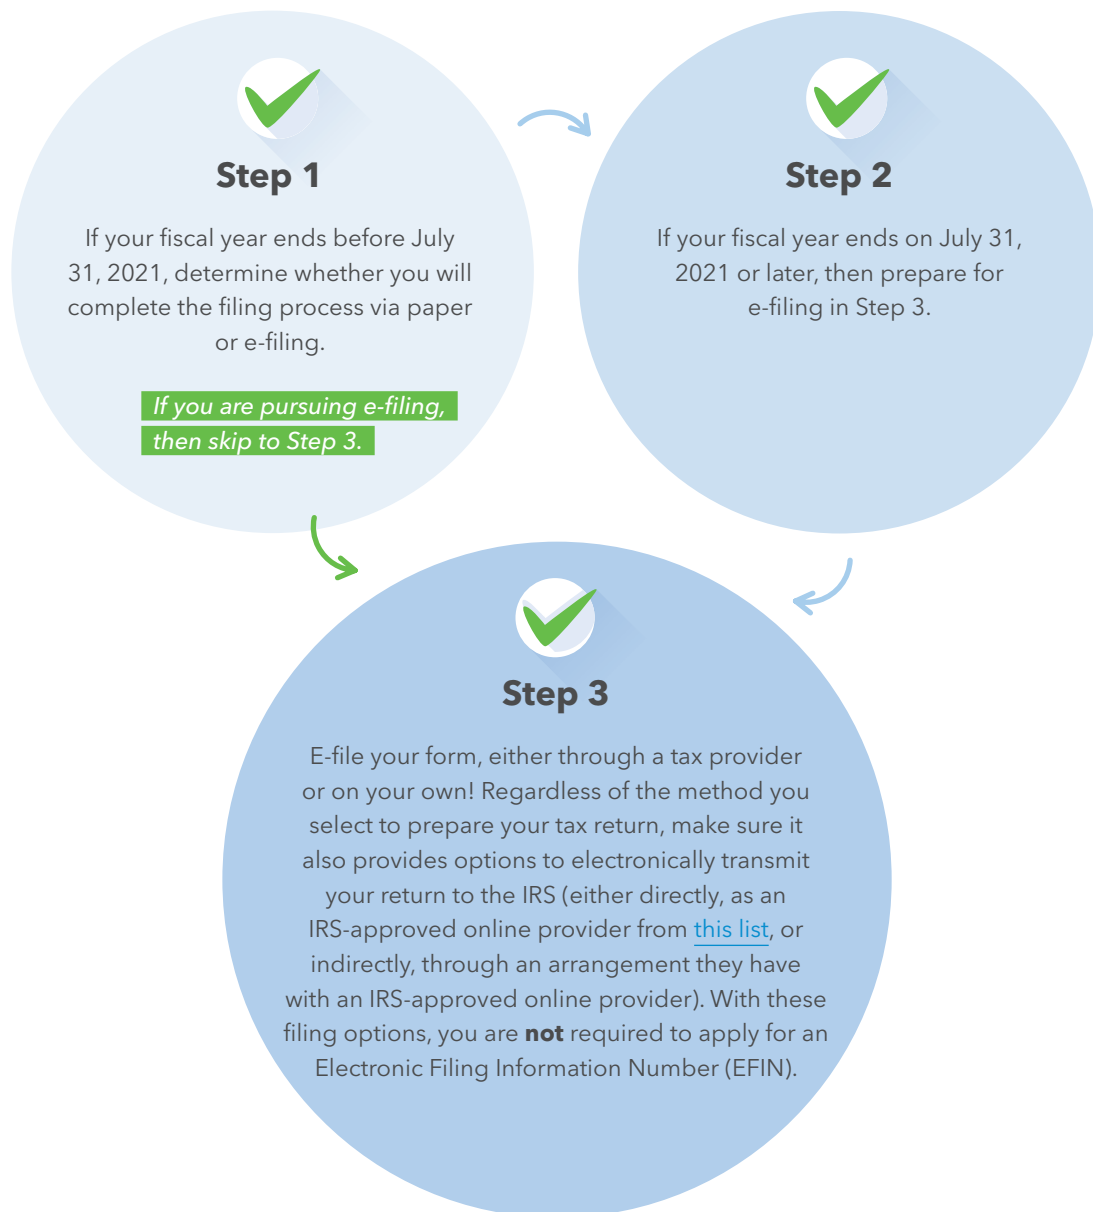 Step 1
If your fiscal year ends before July
31, 2021, determine whether you will
complete the filing process via paper
or e-filing.
If you are pursuing e-filing,
then skip to Step 3.
Step 2
If your fiscal year ends on July 31,
2021 or later, then prepare for
e-filing in Step 3.
Step 3
E-file your form, either through a tax provider
or on your own! Regardless of the method you
select to prepare your tax return, make sure it
also provides options to electronically transmit
your return to the IRS (either directly, as an
IRS-approved online provider from this list, or
indirectly, through an arrangement they have
with an IRS-approved online provider). With these
filing options, you are not required to apply for an
Electronic Filing Information Number (EFIN).